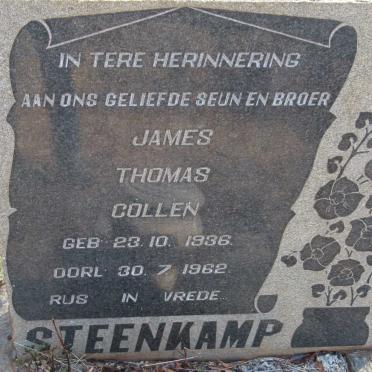 IN TERE HERINNERING
AAN ONS GELIEFDE SEUN EN BROER
JAMES
THOMAS
COLLEN
GEB. 23. 10. 1936.
OORL. 30. 7. 1962.
RUS IN VREDE.
STEENKAMP